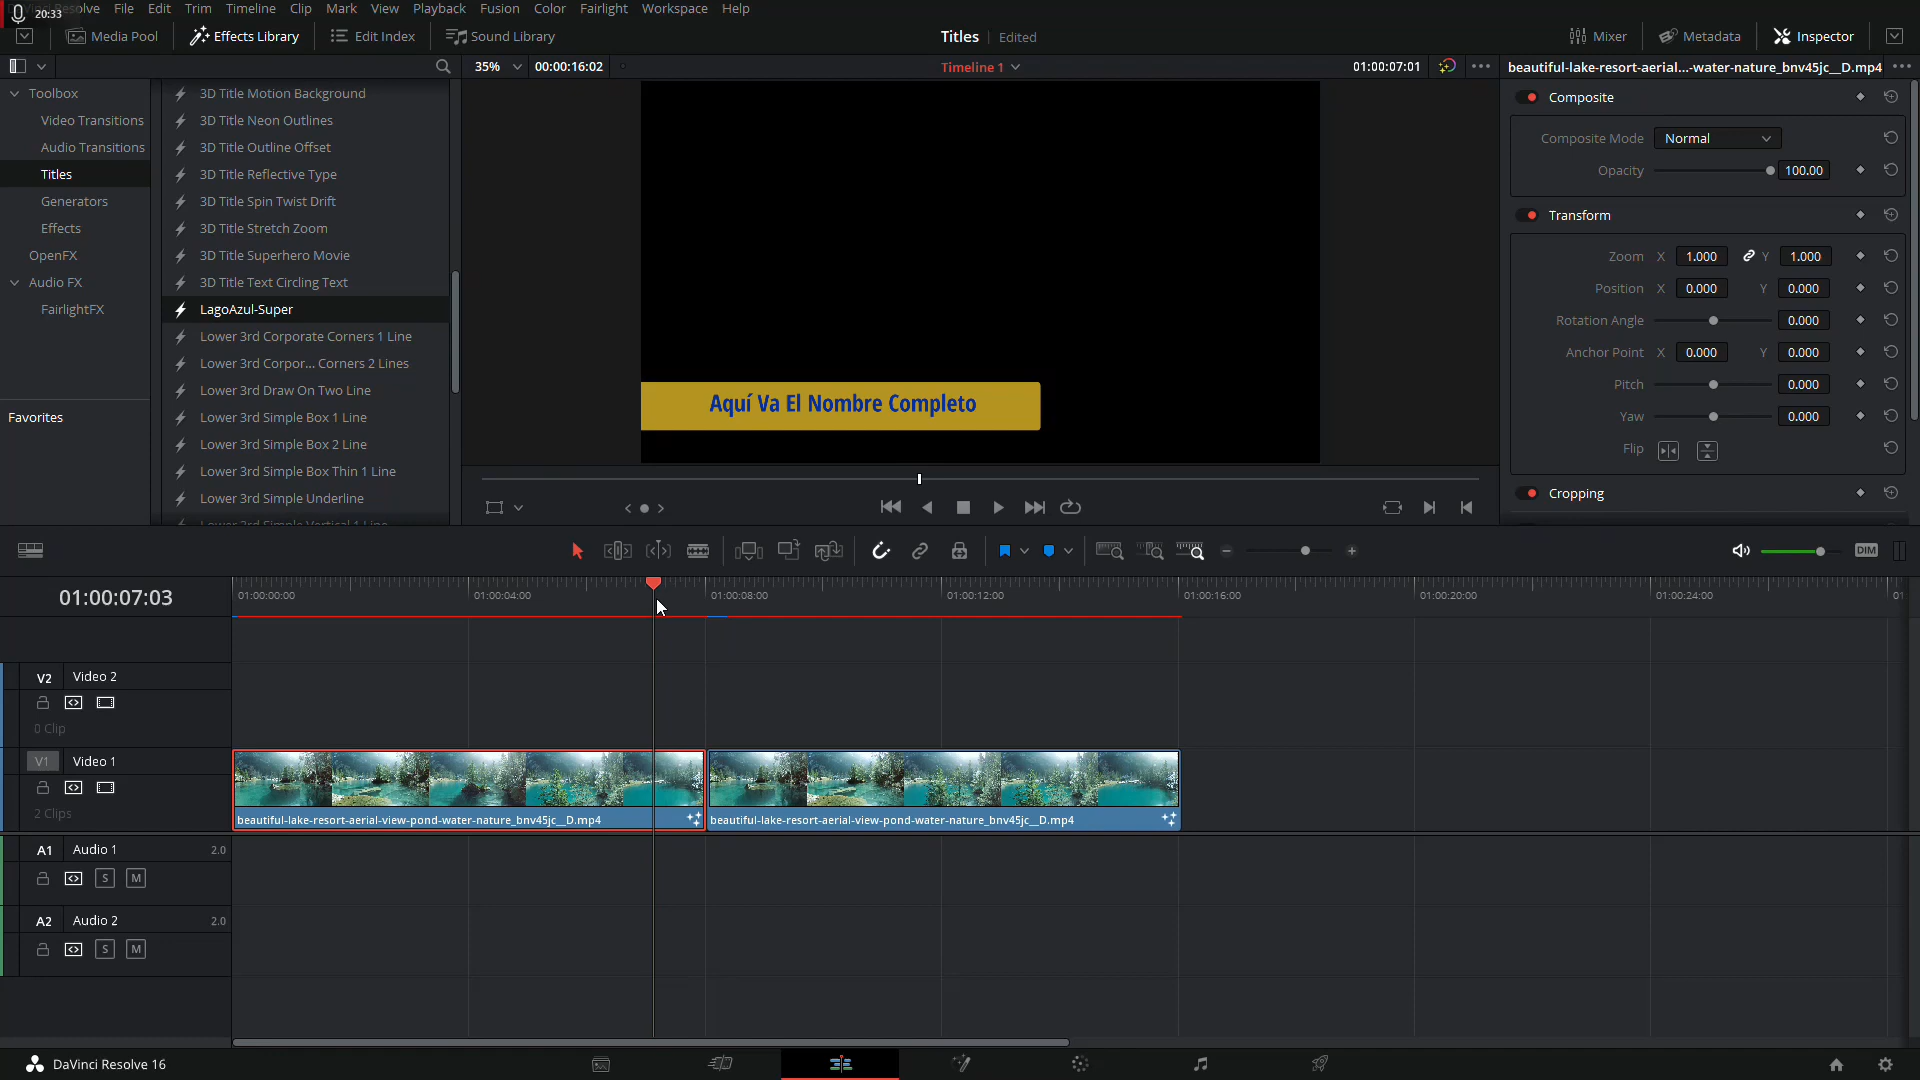 DaVinci Resolve File Edit Trim Timeline Clip Mark View Playback Fusion Color Fairlight Workspace Help
20:33
Media Pool Effects Library Edit Index Sound Library Titles Edited Mixer Metadata Inspector
35% 00:00:16:02 Timeline 1 01:00:07:01 beautiful-lake-resort-aerial...-water-nature_bnv45jc__D.mp4
Toolbox
Video Transitions
Audio Transitions
Titles
Generators
Effects
OpenFX
Audio FX
FairlightFX
Favorites
3D Title Motion Background
3D Title Neon Outlines
3D Title Outline Offset
3D Title Reflective Type
3D Title Spin Twist Drift
3D Title Stretch Zoom
3D Title Superhero Movie
3D Title Text Circling Text
LagoAzul-Super
Lower 3rd Corporate Corners 1 Line
Lower 3rd Corpor... Corners 2 Lines
Lower 3rd Draw On Two Line
Lower 3rd Simple Box 1 Line
Lower 3rd Simple Box 2 Line
Lower 3rd Simple Box Thin 1 Line
Lower 3rd Simple Underline
Aquí Va El Nombre Completo
Composite
Composite Mode Normal
Opacity 100.00
Transform
Zoom X 1.000 Y 1.000
Position X 0.000 Y 0.000
Rotation Angle 0.000
Anchor Point X 0.000 Y 0.000
Pitch 0.000
Yaw 0.000
Flip
Cropping
DIM
01:00:07:03
01:00:00:00 01:00:04:00 01:00:08:00 01:00:12:00 01:00:16:00 01:00:20:00 01:00:24:00
V2 Video 2
0 Clip
V1 Video 1
2 Clips
beautiful-lake-resort-aerial-view-pond-water-nature_bnv45jc__D.mp4 beautiful-lake-resort-aerial-view-pond-water-nature_bnv45jc__D.mp4
A1 Audio 1 2.0
S M
A2 Audio 2 2.0
S M
DaVinci Resolve 16